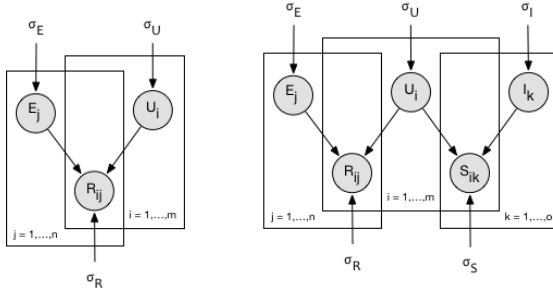 σE
σU
Ej
Ui
Rij
i = 1,...,m
j = 1,...,n
σR
σE
σU
σI
Ej
Ui
Ik
Rij
Sik
j = 1,...,n
i = 1,...,m
k = 1,...,o
σR
σS